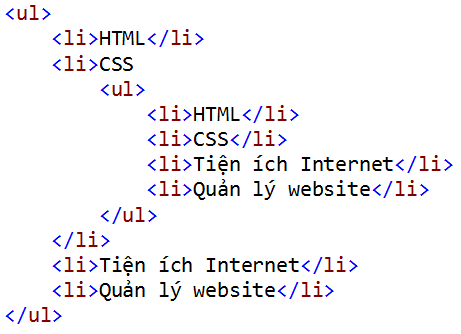 <ul>
<li>HTML</li>
<li>CSS
<ul>
<li>HTML</li>
<li>CSS</li>
<li>Tiện ích Internet</li>
<li>Quản lý website</li>
</ul>
</li>
<li>Tiện ích Internet</li>
<li>Quản lý website</li>
</ul>